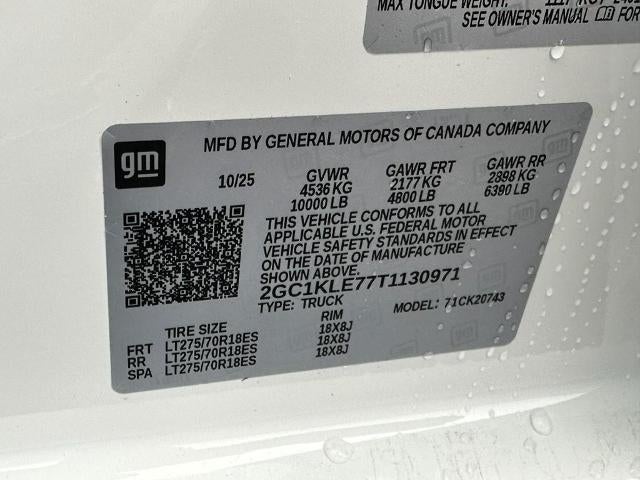 MAX TONGUE WEIGHT:
SEE OWNER'S MANUAL FOR
gm
MFD BY GENERAL MOTORS OF CANADA COMPANY
10/25 GVWR GAWR FRT GAWR RR
4536 KG 2177 KG 2898 KG
10000 LB 4800 LB 6390 LB
THIS VEHICLE CONFORMS TO ALL
APPLICABLE U.S. FEDERAL MOTOR
VEHICLE SAFETY STANDARDS IN EFFECT
ON THE DATE OF MANUFACTURE
SHOWN ABOVE.
2GC1KLE77T1130971
TYPE: TRUCK MODEL: 71CK20743
TIRE SIZE RIM
FRT LT275/70R18ES 18X8J
RR LT275/70R18ES 18X8J
SPA LT275/70R18ES 18X8J